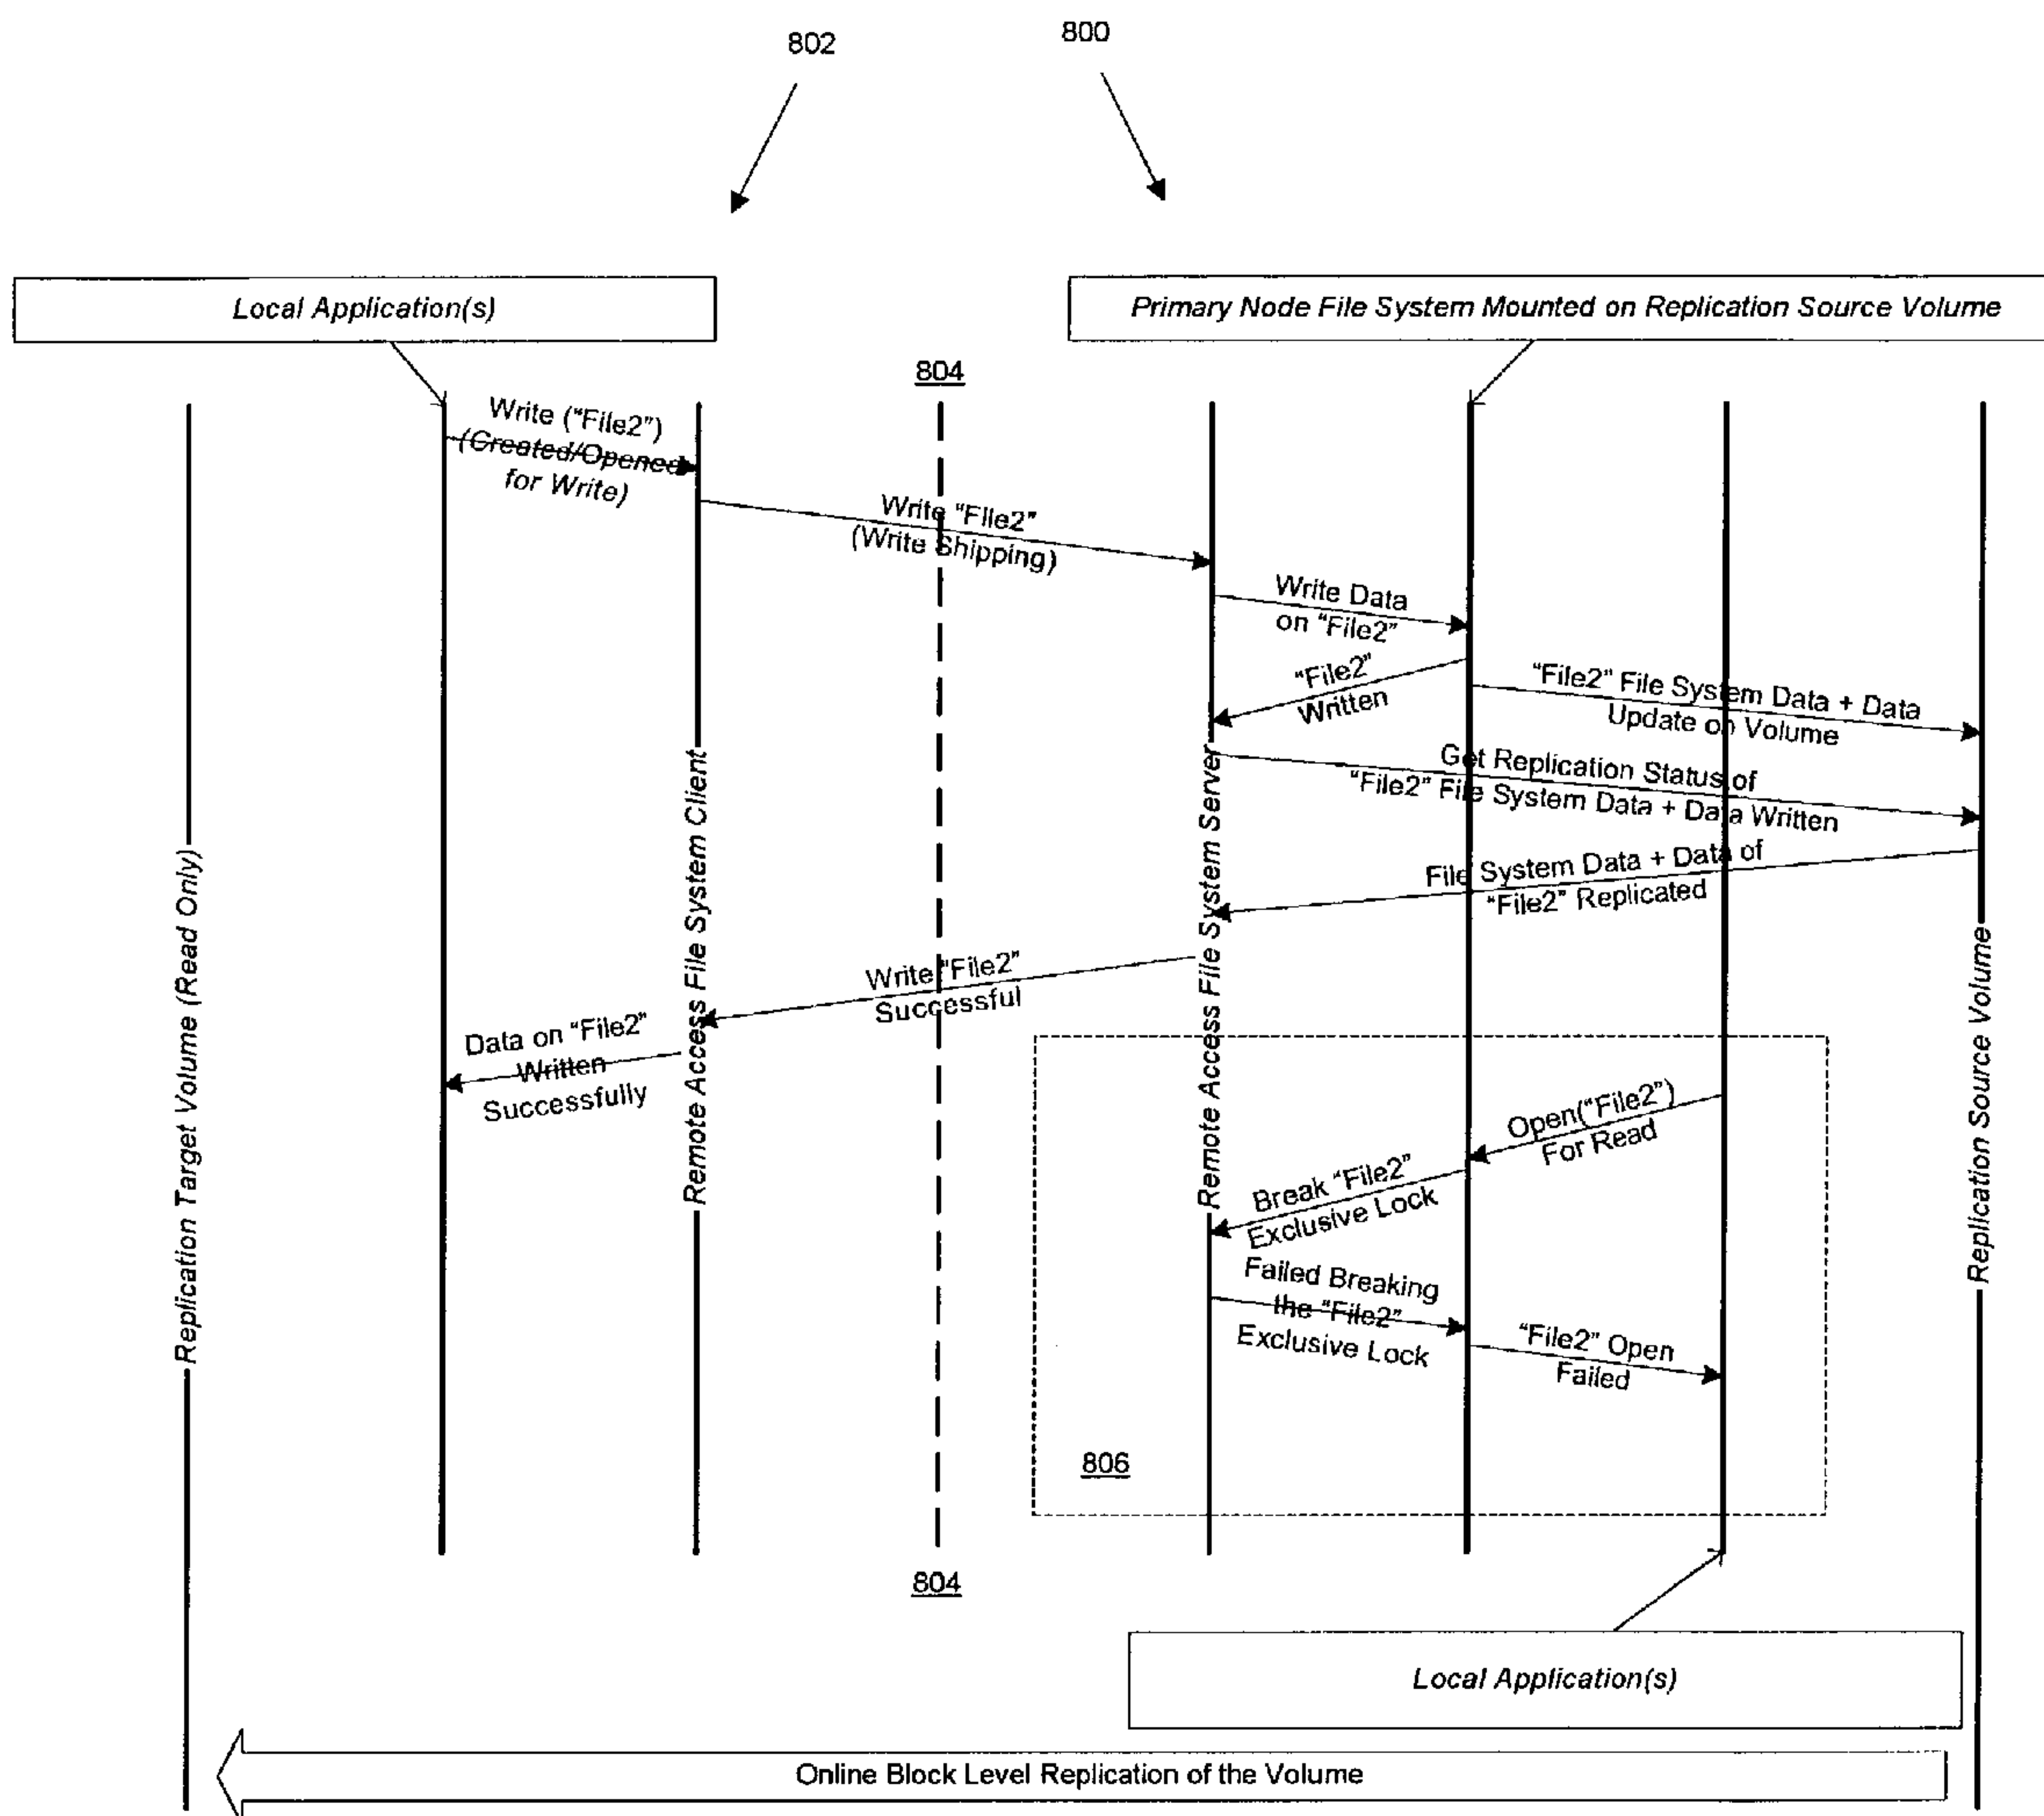 802
800
Local Application(s)
Primary Node File System Mounted on Replication Source Volume
804
Write ("File2")
(Created/Opened
for Write)
Write "File2"
(Write Shipping)
Write Data
on "File2"
"File2"
Written
"File2" File System Data + Data
Update on Volume
Get Replication Status of
"File2" File System Data + Data Written
File System Data + Data of
"File2" Replicated
Write "File2"
Successful
Data on "File2"
Written
Successfully
Replication Target Volume (Read Only)
Remote Access File System Client
Remote Access File System Server
Replication Source Volume
Open("File2")
For Read
Break "File2"
Exclusive Lock
Failed Breaking
the "File2"
Exclusive Lock
"File2" Open
Failed
806
804
Local Application(s)
Online Block Level Replication of the Volume